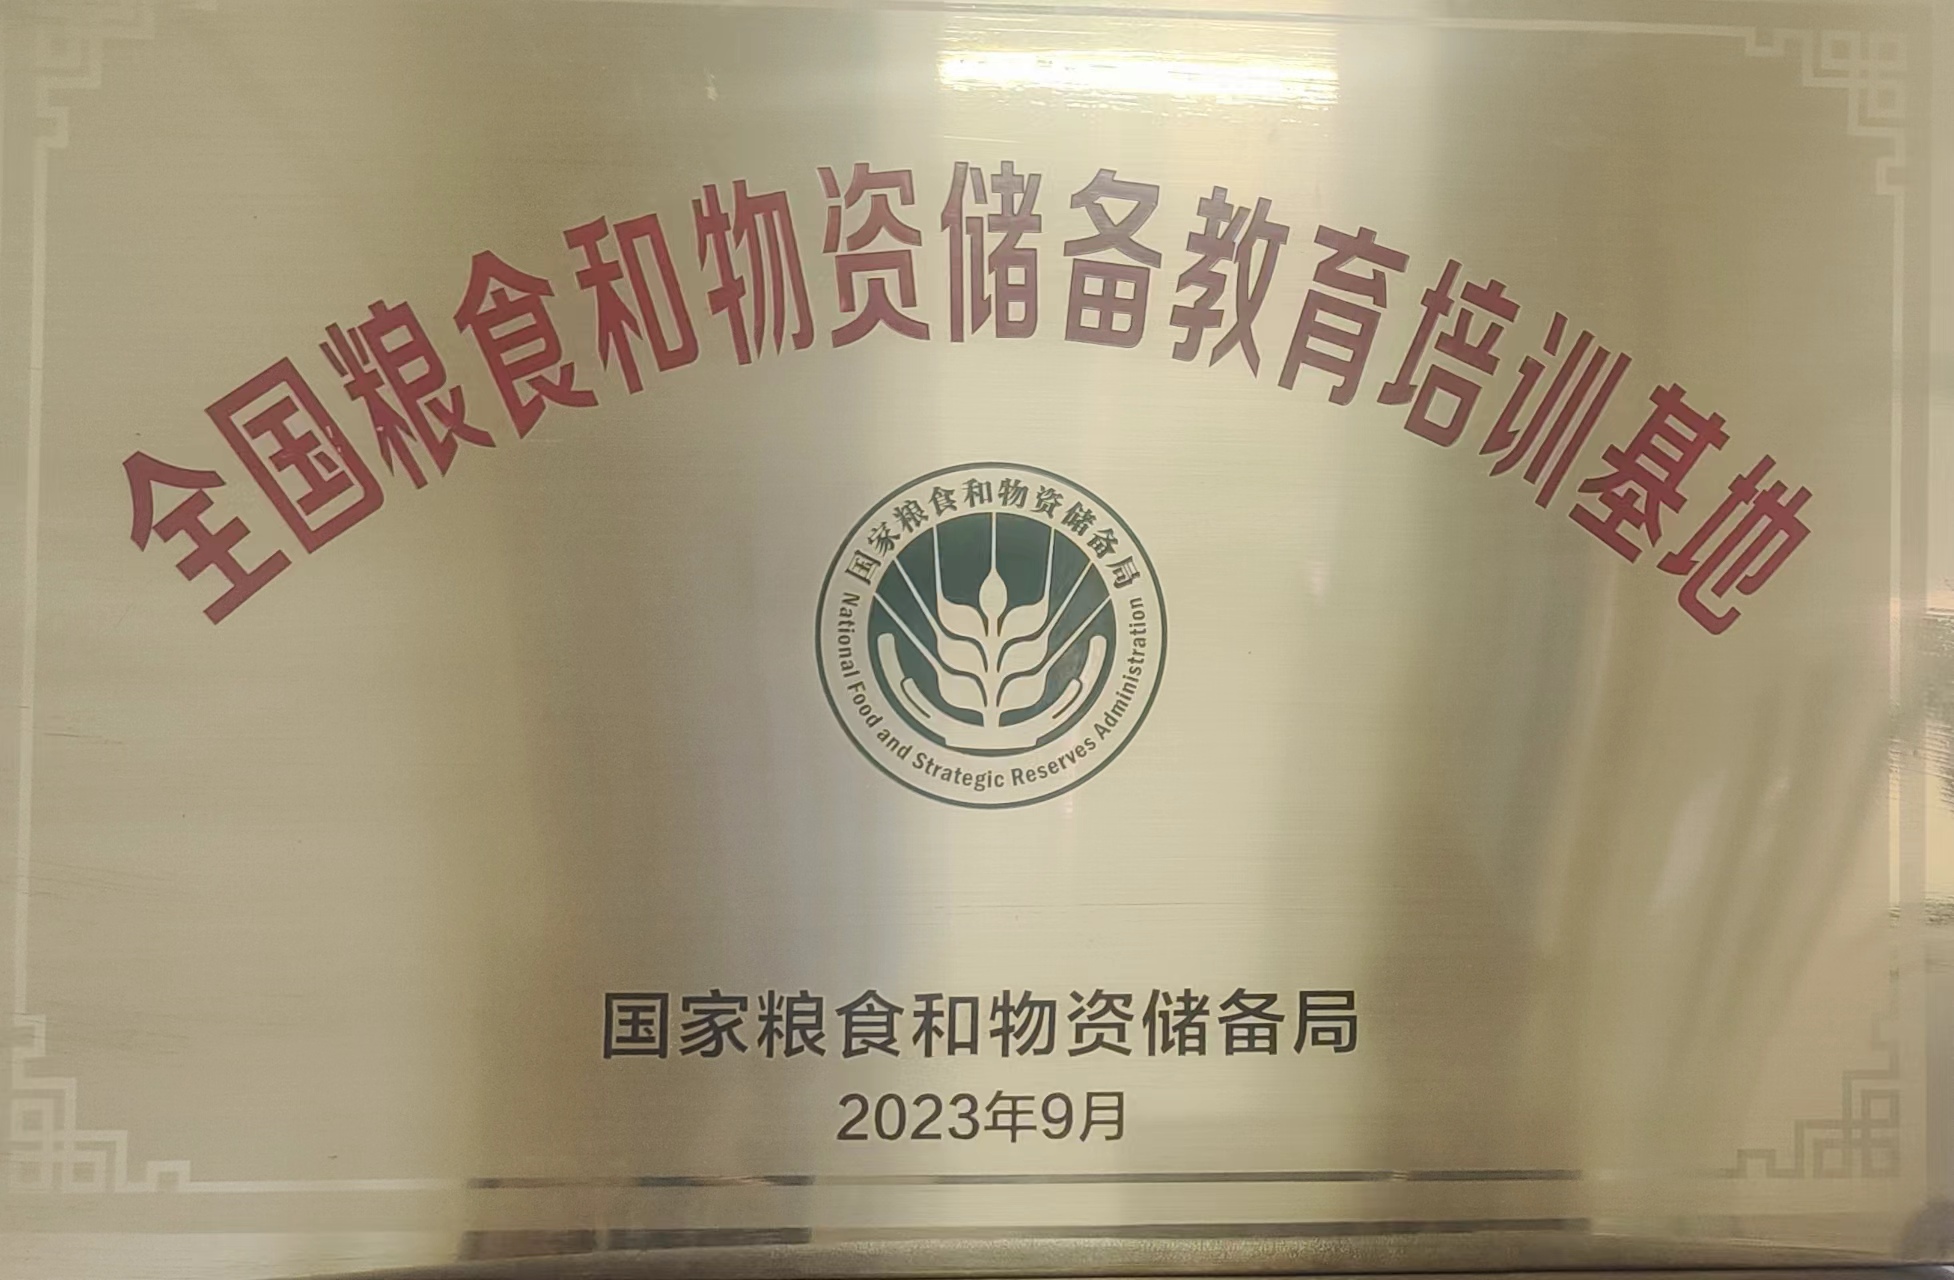 全国粮食和物资储备教育培训基地
国家粮食和物资储备局
National Food and Strategic Reserves Administration
国家粮食和物资储备局
2023年9月